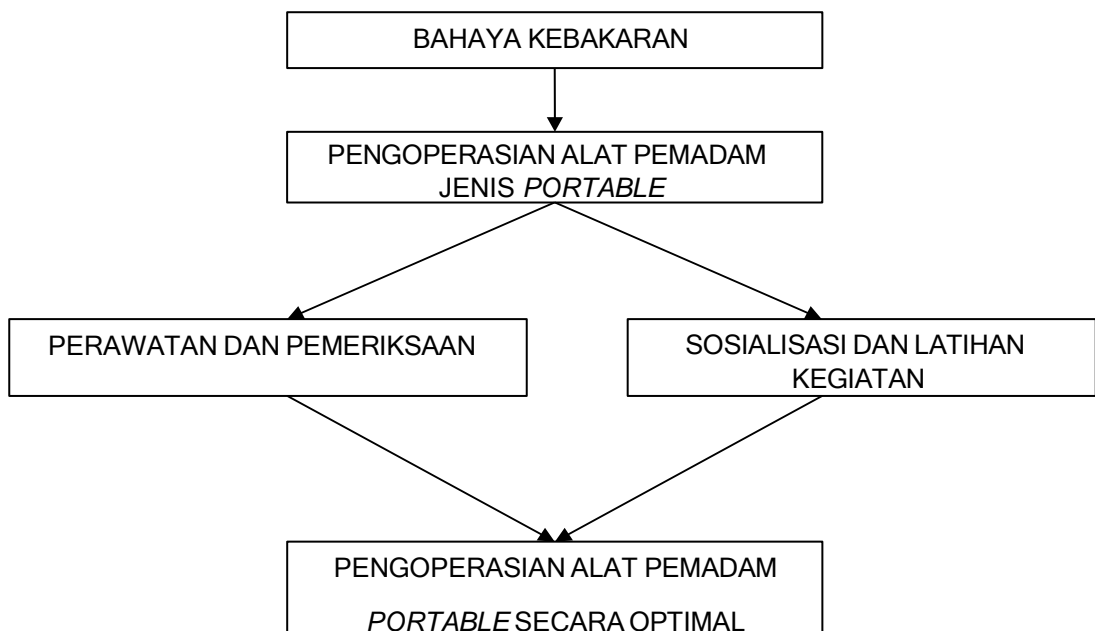 BAHAYA KEBAKARAN
PENGOPERASIAN ALAT PEMADAM
JENIS PORTABLE
PERAWATAN DAN PEMERIKSAAN
SOSIALISASI DAN LATIHAN
KEGIATAN
PENGOPERASIAN ALAT PEMADAM
PORTABLE SECARA OPTIMAL